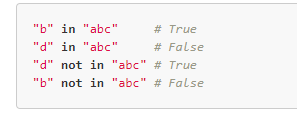 "b" in "abc"     # True
"d" in "abc"     # False
"d" not in "abc" # True
"b" not in "abc" # False